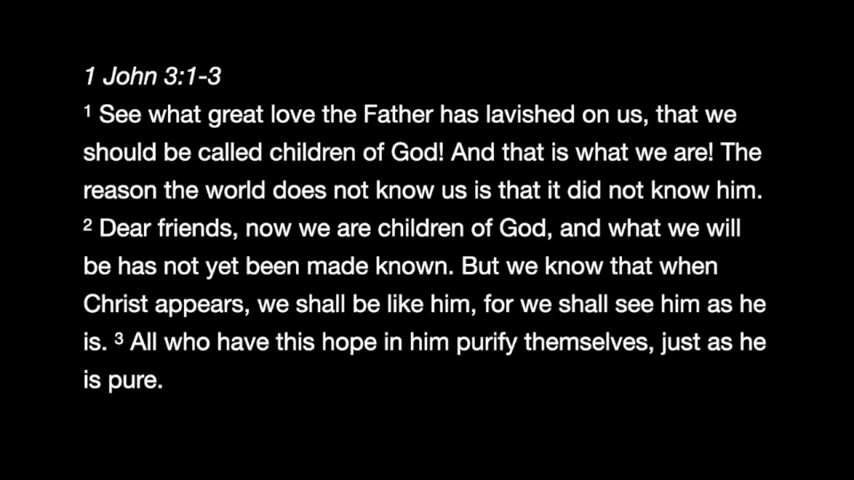 1 John 3:1-3
¹ See what great love the Father has lavished on us, that we
should be called children of God! And that is what we are! The
reason the world does not know us is that it did not know him.
² Dear friends, now we are children of God, and what we will
be has not yet been made known. But we know that when
Christ appears, we shall be like him, for we shall see him as he
is. ³ All who have this hope in him purify themselves, just as he
is pure.